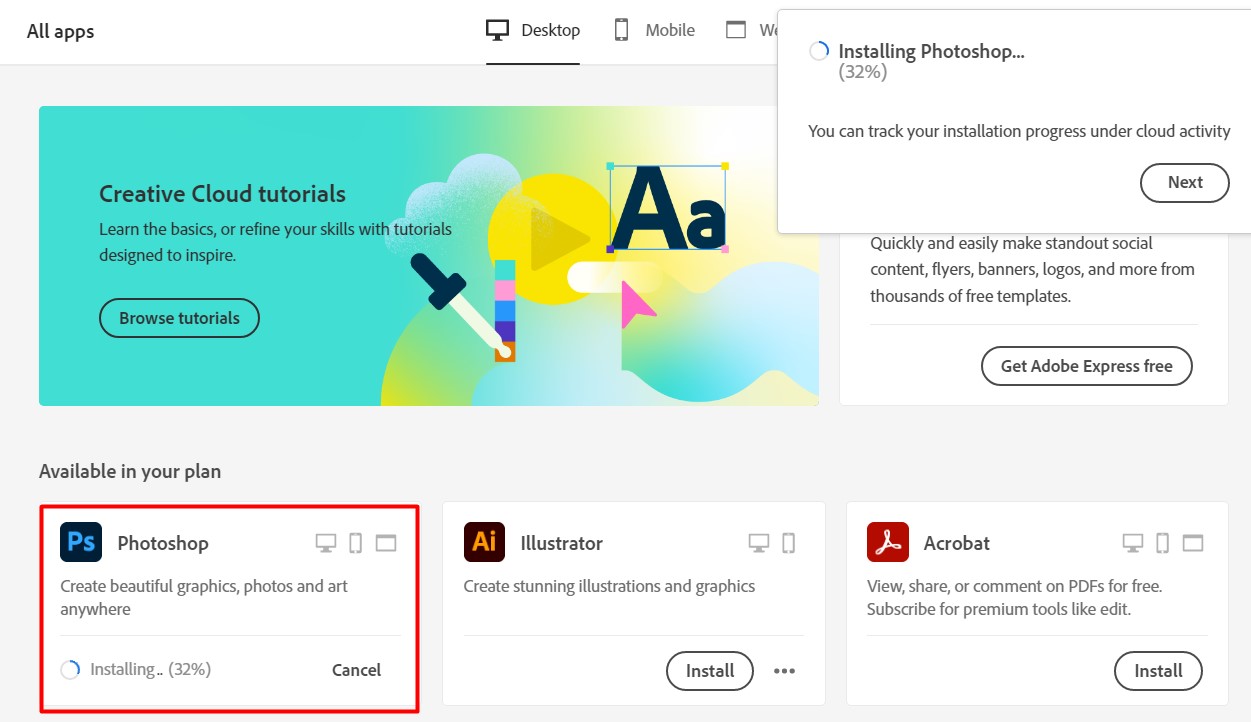 All apps
Desktop
Mobile
Installing Photoshop...
(32%)
You can track your installation progress under cloud activity
Next
Creative Cloud tutorials
Learn the basics, or refine your skills with tutorials
designed to inspire.
Browse tutorials
Aa
Quickly and easily make standout social
content, flyers, banners, logos, and more from
thousands of free templates.
Get Adobe Express free
Available in your plan
Ps
Photoshop
Create beautiful graphics, photos and art
anywhere
Installing.. (32%)
Cancel
Ai
Illustrator
Create stunning illustrations and graphics
Install
Acrobat
View, share, or comment on PDFs for free.
Subscribe for premium tools like edit.
Install